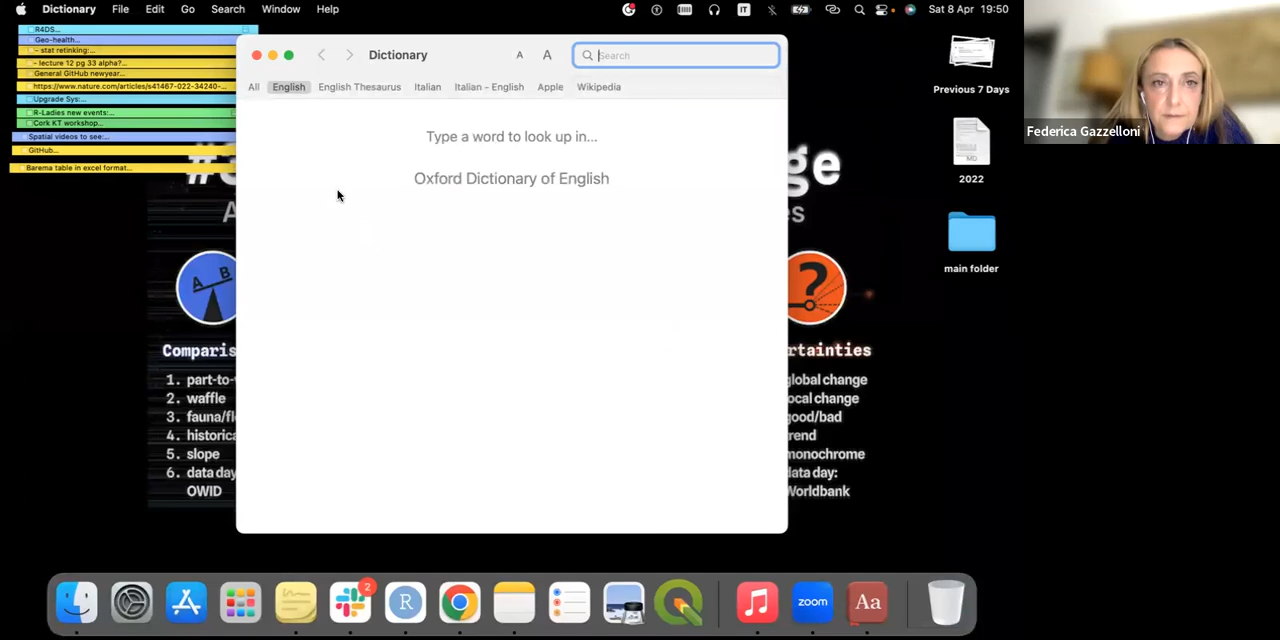 Dictionary File Edit Go Search Window Help Sat 8 Apr 19:50
R4DS...
Geo-health...
- stat retinking:...
- lecture 12 pg 33 alpha?...
General GitHub newyear...
https://www.nature.com/articles/s41467-022-34240-...
Upgrade Sys:...
R-Ladies new events:...
Cork KT workshop...
Spatial videos to see:...
GitHub...
Barema table in excel format...
Dictionary
A A Search
All English English Thesaurus Italian Italian – English Apple Wikipedia
Type a word to look up in...
Oxford Dictionary of English
ge
es
A B
?
Comparis
1. part-to-
2. waffle
3. fauna/fl
4. historica
5. slope
6. data day
OWID
rtainties
global change
local change
good/bad
trend
monochrome
data day:
Worldbank
Previous 7 Days
MD
2022
main folder
Federica Gazzelloni
IT
2
R
zoom
Aa